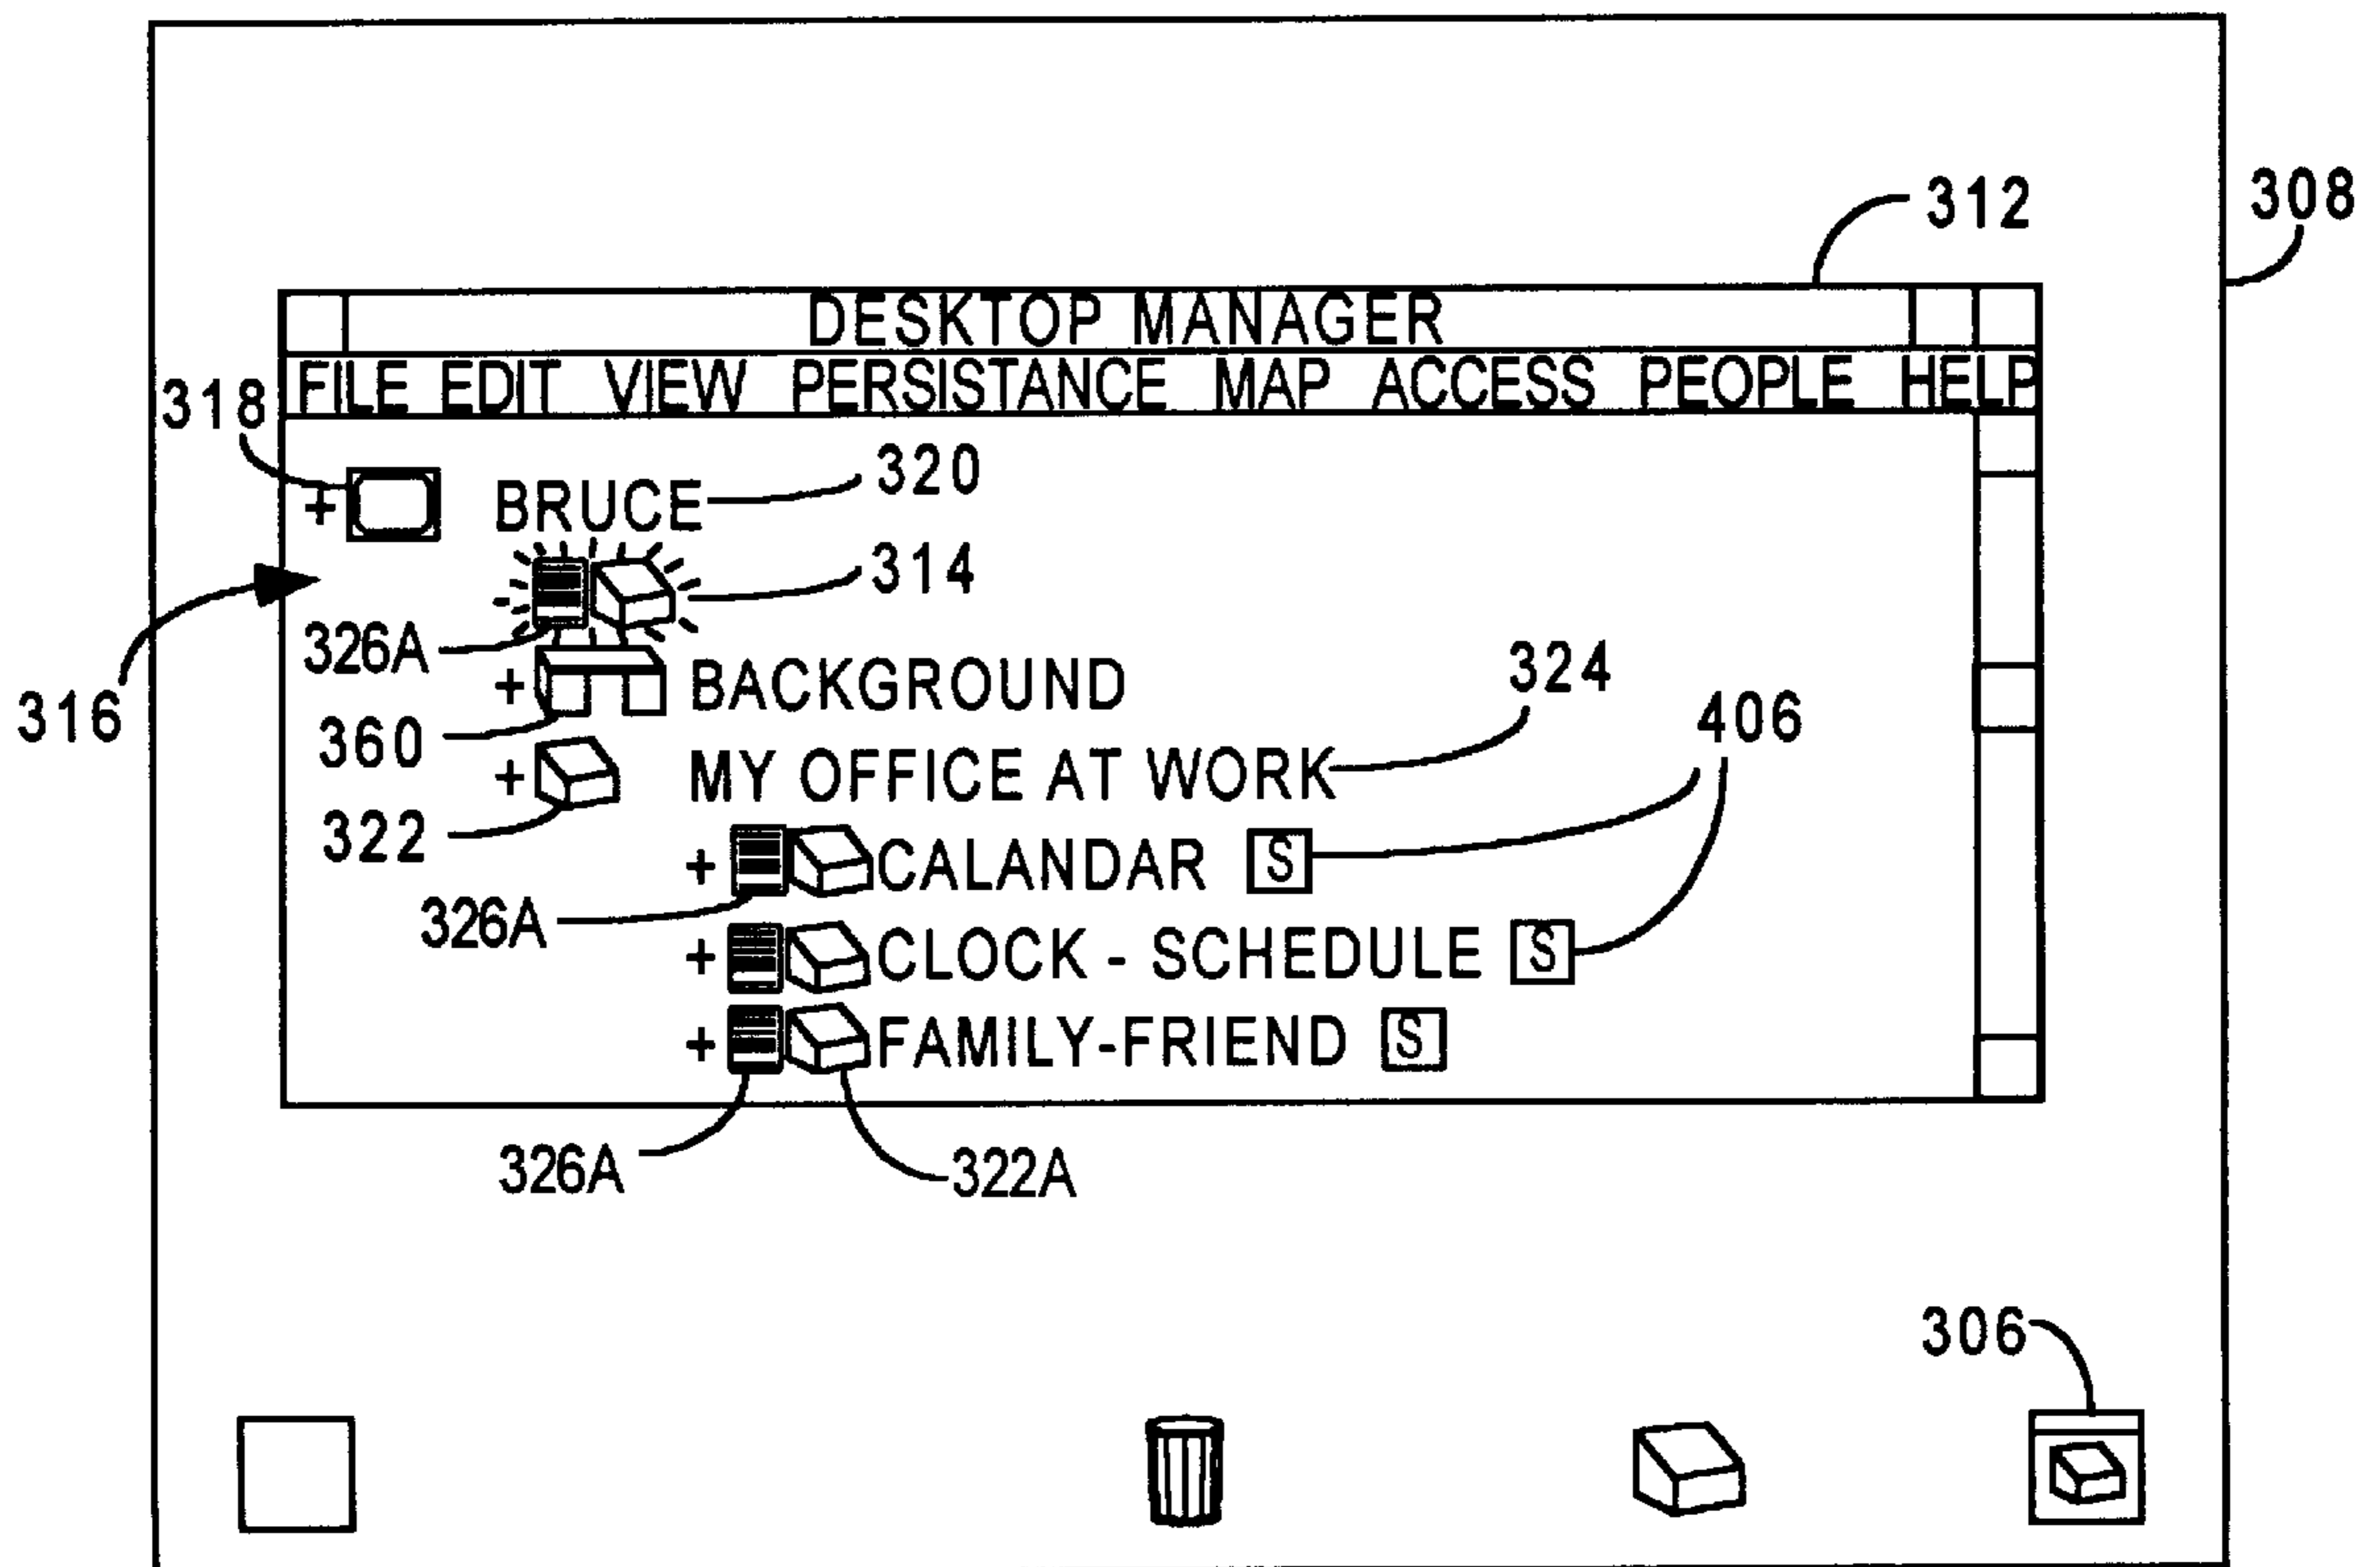 312
308
DESKTOP MANAGER
FILE EDIT VIEW PERSISTANCE MAP ACCESS PEOPLE HELP
318
BRUCE
320
314
326A
316
+ BACKGROUND
324
360
406
+ MY OFFICE AT WORK
322
+ CALANDAR S
326A
+ CLOCK - SCHEDULE S
+ FAMILY-FRIEND S
326A
322A
306